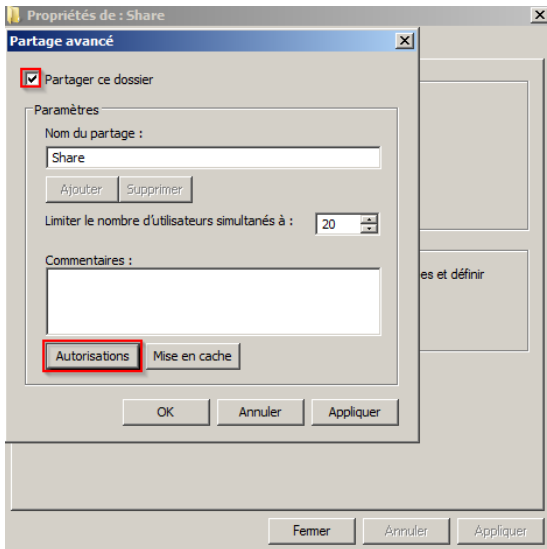 Propriétés de : Share
Partage avancé
Partager ce dossier
Paramètres
Nom du partage :
Share
Ajouter Supprimer
Limiter le nombre d'utilisateurs simultanés à : 20
Commentaires :
es et définir
Autorisations Mise en cache
OK Annuler Appliquer
Fermer Annuler Appliquer